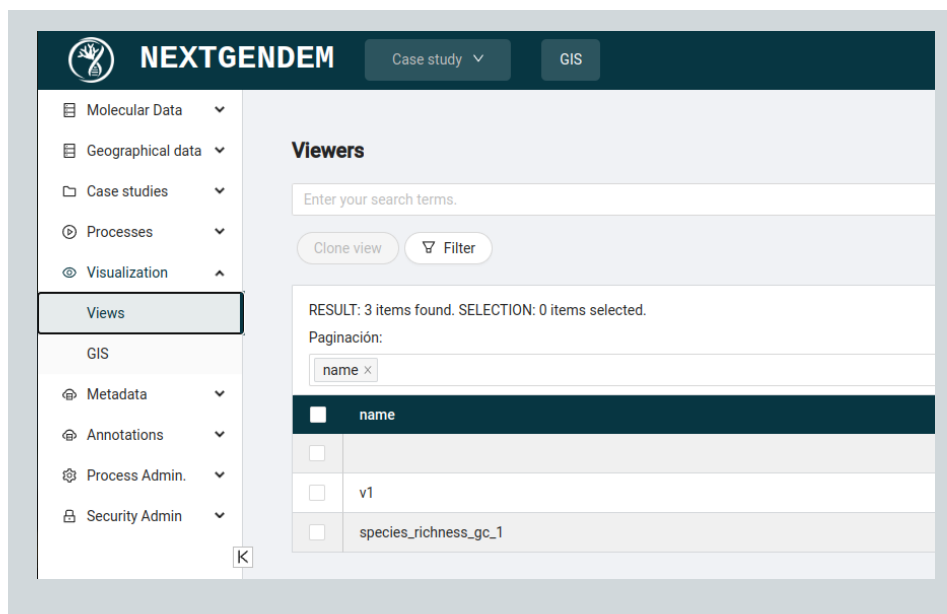 NEXTGENDEM Case study GIS
Molecular Data
Geographical data
Case studies
Processes
Visualization
Views
GIS
Metadata
Annotations
Process Admin.
Security Admin
Viewers
Enter your search terms.
Clone view Filter
RESULT: 3 items found. SELECTION: 0 items selected.
Paginación:
name ×
name
v1
species_richness_gc_1